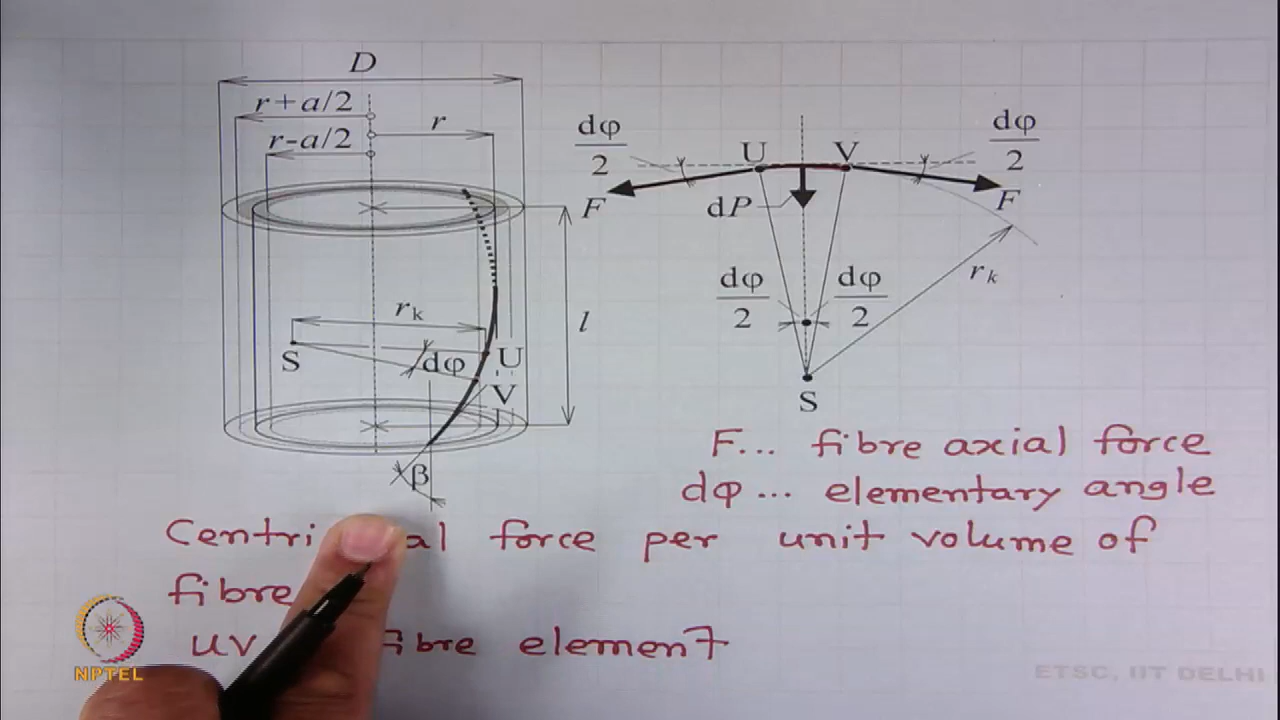 D
r+a/2
r-a/2
r
l
r_k
S
dφ
U
V
β
dφ/2
dφ/2
U
V
F
F
dP
dφ/2
dφ/2
r_k
S
F... fibre axial force
dφ... elementary angle
force per unit volume of
fibre
UV fibre element
NPTEL
ETSC, IIT DELHI